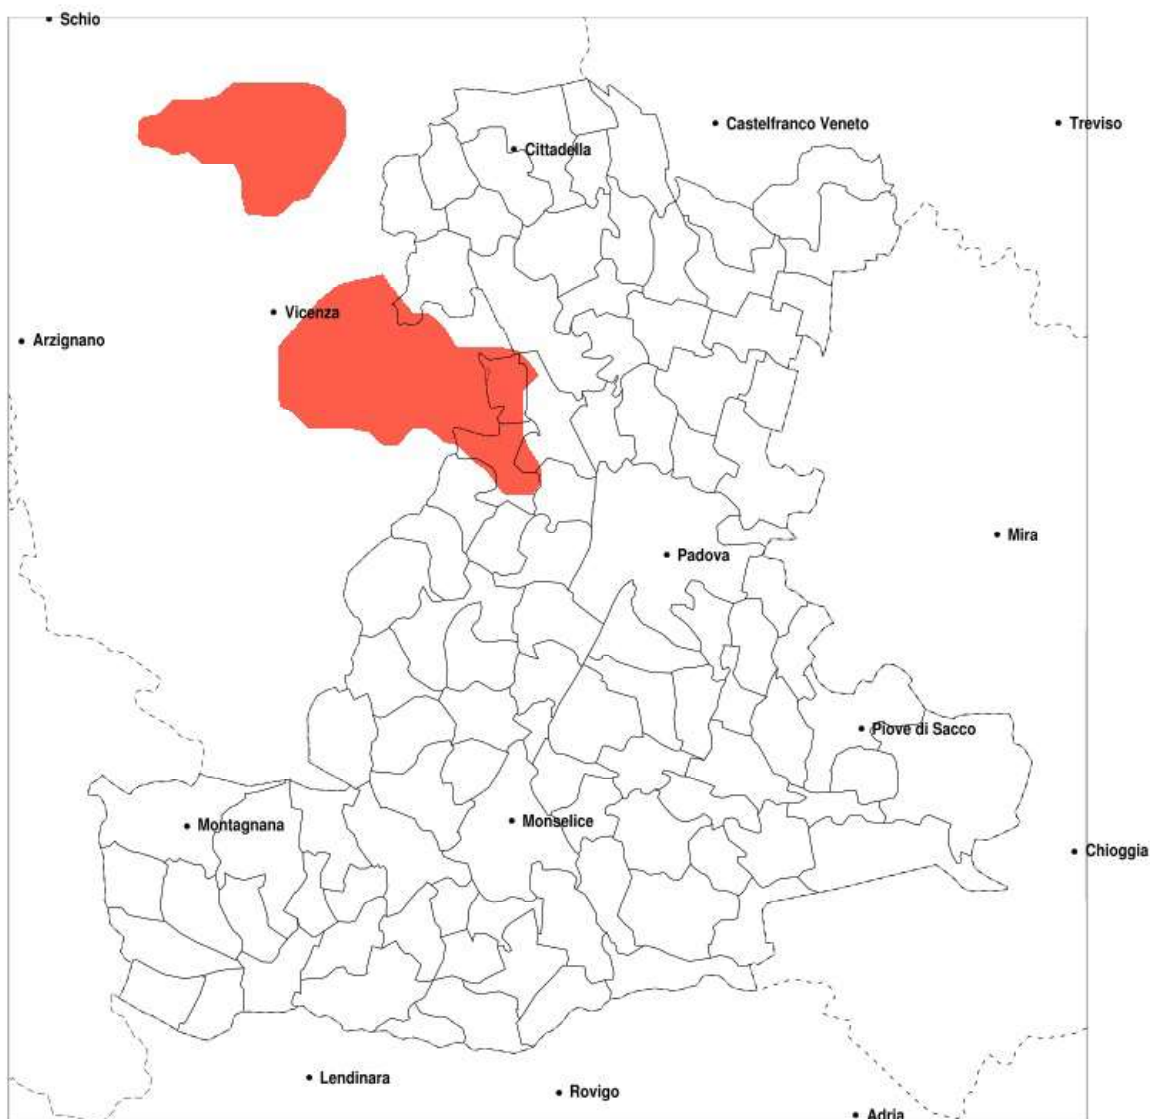 Schio
Castelfranco Veneto
Treviso
Cittadella
Vicenza
Arzignano
Mira
Padova
Piove di Sacco
Montagnana
Monselice
Chioggia
Lendinara
Rovigo
Adria